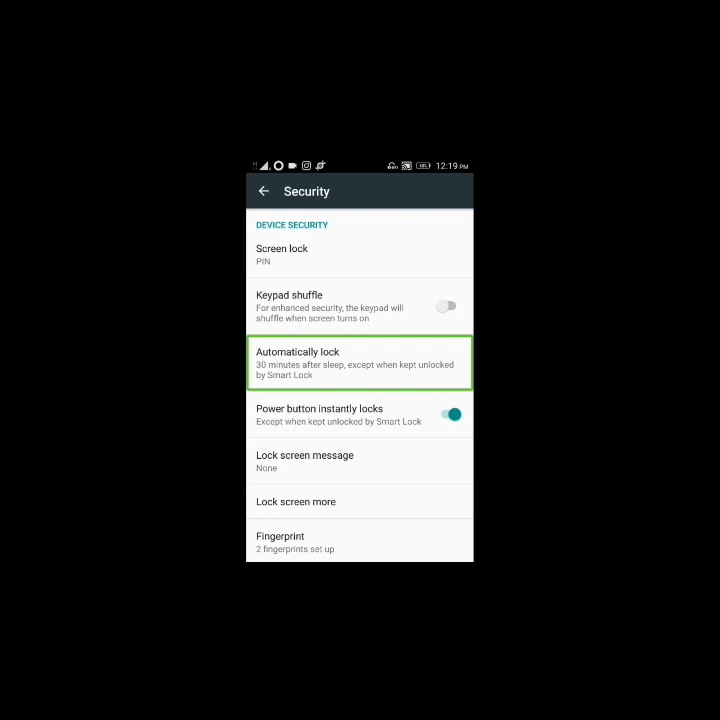 12:19 PM
Security
DEVICE SECURITY
Screen lock
PIN
Keypad shuffle
For enhanced security, the keypad will
shuffle when screen turns on
Automatically lock
30 minutes after sleep, except when kept unlocked
by Smart Lock
Power button instantly locks
Except when kept unlocked by Smart Lock
Lock screen message
None
Lock screen more
Fingerprint
2 fingerprints set up